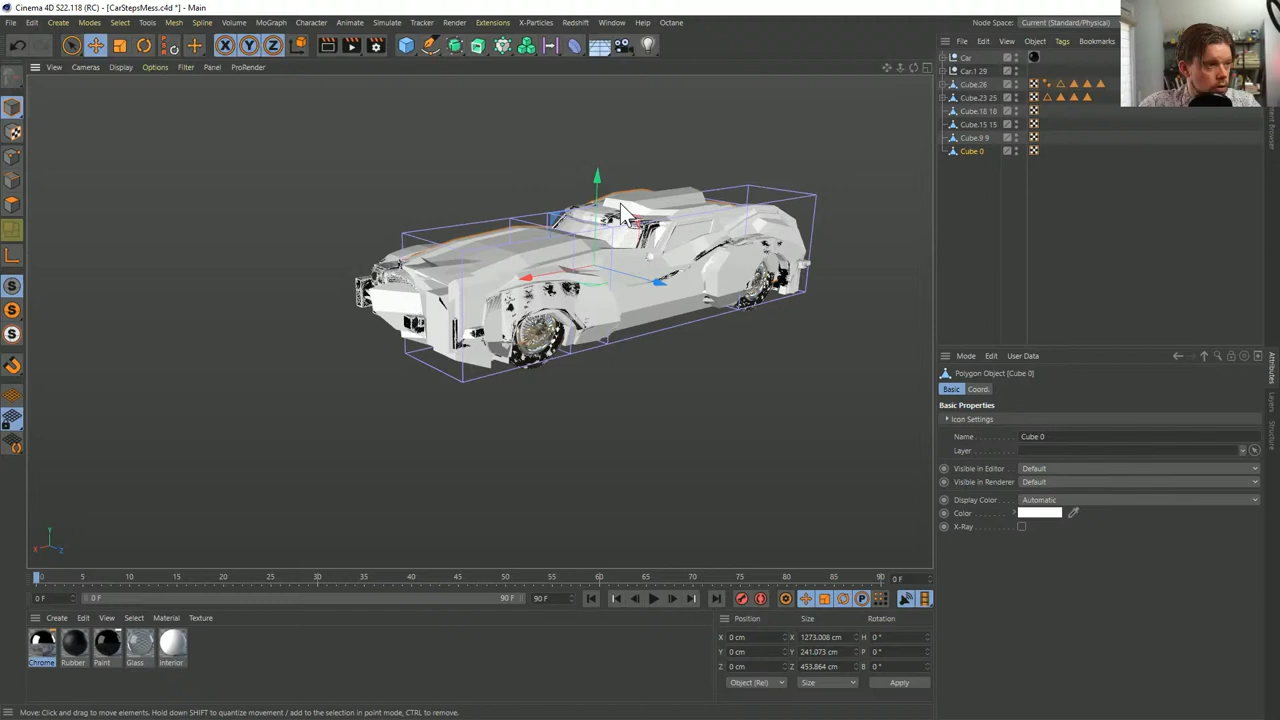 Cinema 4D S22.118 (RC) - [CarStepsMess.c4d *] - Main
File Edit Create Modes Select Tools Mesh Spline Volume MoGraph Character Animate Simulate Tracker Render Extensions X-Particles Redshift Window Help Octane
Node Space: Current (Standard/Physical)
File Edit View Object Tags Bookmarks
View Cameras Display Options Filter Panel ProRender
Car
Car.1 29
Cube.26
Cube.23 25
Cube.18 18
Cube.15 15
Cube.9 9
Cube 0
Content Browser
Mode Edit User Data
Polygon Object [Cube 0]
Basic Coord.
Basic Properties
Icon Settings
Name Cube 0
Layer
Visible in Editor Default
Visible in Renderer Default
Display Color Automatic
Color
X-Ray
Attributes
Layers
Structure
Y
X
Z
0 5 10 15 20 25 30 35 40 45 50 55 60 65 70 75 80 85 90 0 F
0 F 0 F 90 F 90 F
Create Edit View Select Material Texture
Chrome Rubber Paint Glass Interior
Position Size Rotation
X 0 cm X 1273.008 cm H 0 °
Y 0 cm Y 241.073 cm P 0 °
Z 0 cm Z 453.864 cm B 0 °
Object (Rel) Size Apply
Move: Click and drag to move elements. Hold down SHIFT to quantize movement / add to the selection in point mode, CTRL to remove.